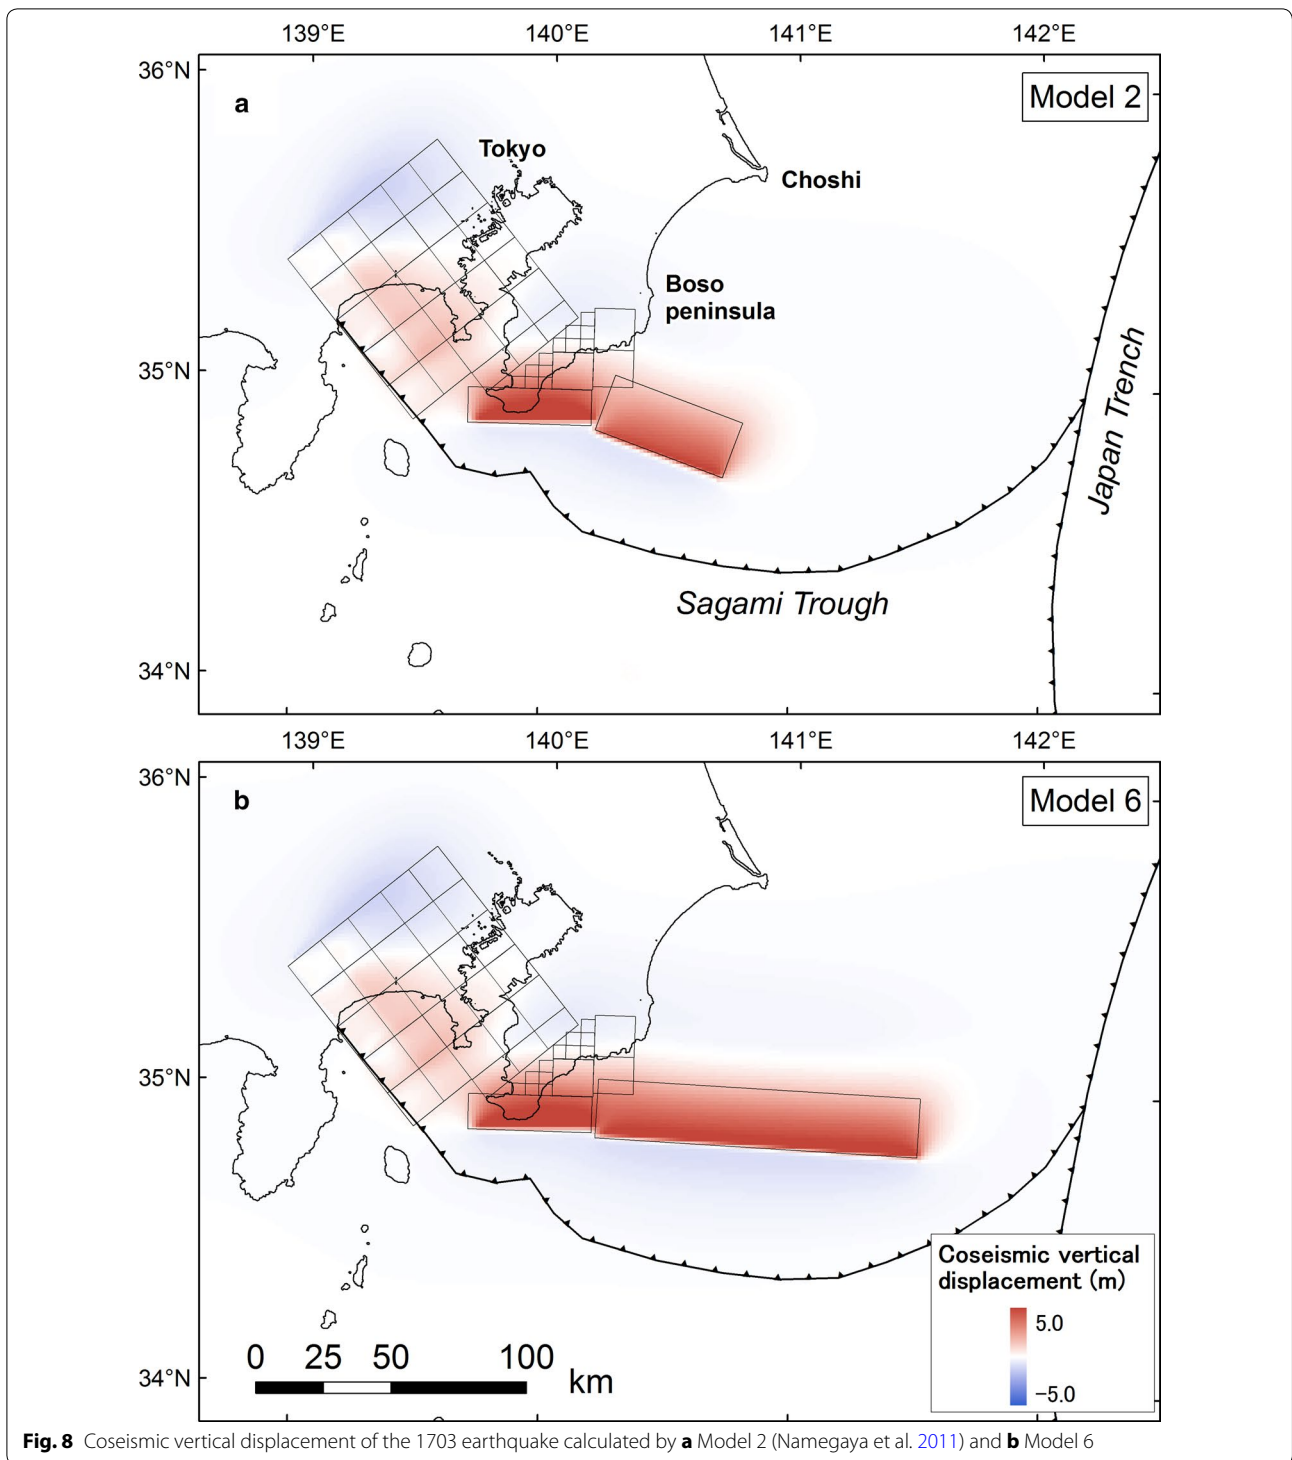 139°E 140°E 141°E 142°E
36°N
a
Model 2
Tokyo
Choshi
Boso
peninsula
35°N
Japan Trench
Sagami Trough
34°N
139°E 140°E 141°E 142°E
36°N
b
Model 6
35°N
Coseismic vertical
displacement (m)
5.0
−5.0
0 25 50 100
km
34°N
Fig. 8 Coseismic vertical displacement of the 1703 earthquake calculated by a Model 2 (Namegaya et al. 2011) and b Model 6